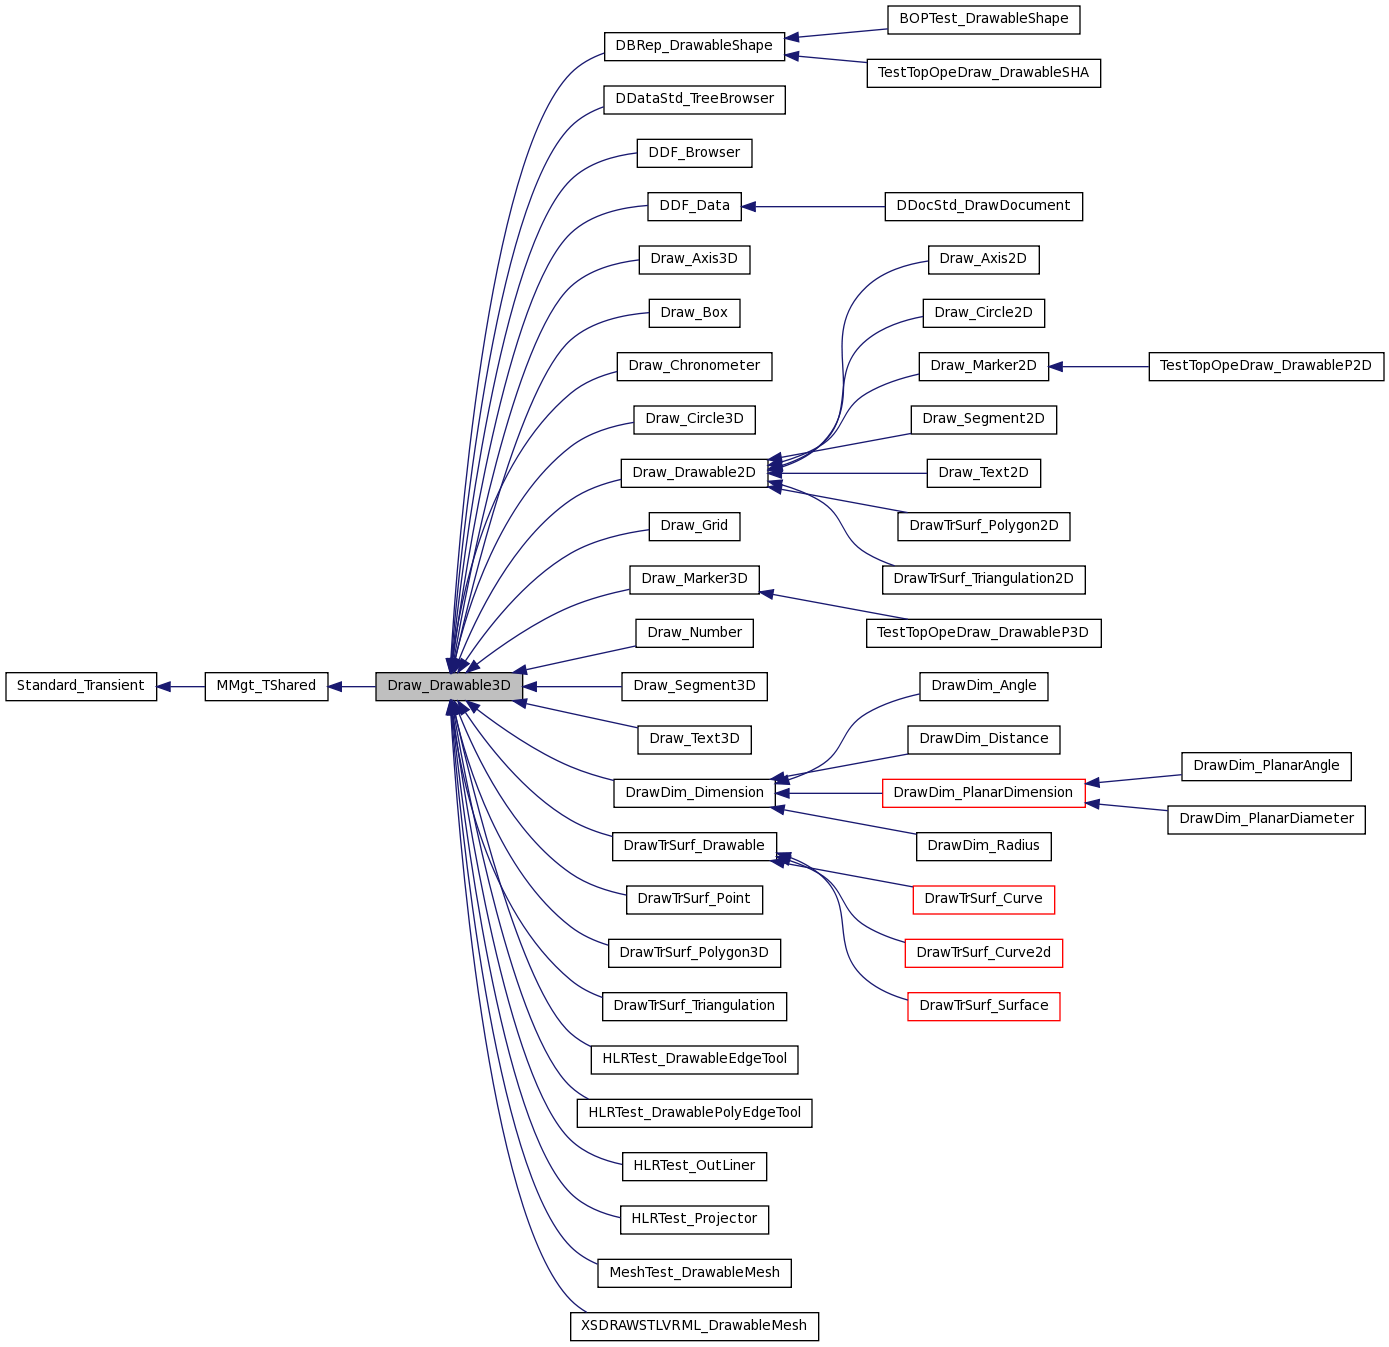 BOPTest_DrawableShape
DBRep_DrawableShape
TestTopOpeDraw_DrawableSHA
DDataStd_TreeBrowser
DDF_Browser
DDF_Data
DDocStd_DrawDocument
Draw_Axis3D
Draw_Axis2D
Draw_Box
Draw_Circle2D
Draw_Chronometer
Draw_Marker2D
TestTopOpeDraw_DrawableP2D
Draw_Circle3D
Draw_Segment2D
Draw_Drawable2D
Draw_Text2D
Draw_Grid
DrawTrSurf_Polygon2D
Draw_Marker3D
DrawTrSurf_Triangulation2D
Draw_Number
TestTopOpeDraw_DrawableP3D
Standard_Transient
MMgt_TShared
Draw_Drawable3D
Draw_Segment3D
DrawDim_Angle
Draw_Text3D
DrawDim_Distance
DrawDim_PlanarAngle
DrawDim_Dimension
DrawDim_PlanarDimension
DrawDim_PlanarDiameter
DrawTrSurf_Drawable
DrawDim_Radius
DrawTrSurf_Point
DrawTrSurf_Curve
DrawTrSurf_Polygon3D
DrawTrSurf_Curve2d
DrawTrSurf_Triangulation
DrawTrSurf_Surface
HLRTest_DrawableEdgeTool
HLRTest_DrawablePolyEdgeTool
HLRTest_OutLiner
HLRTest_Projector
MeshTest_DrawableMesh
XSDRAWSTLVRML_DrawableMesh